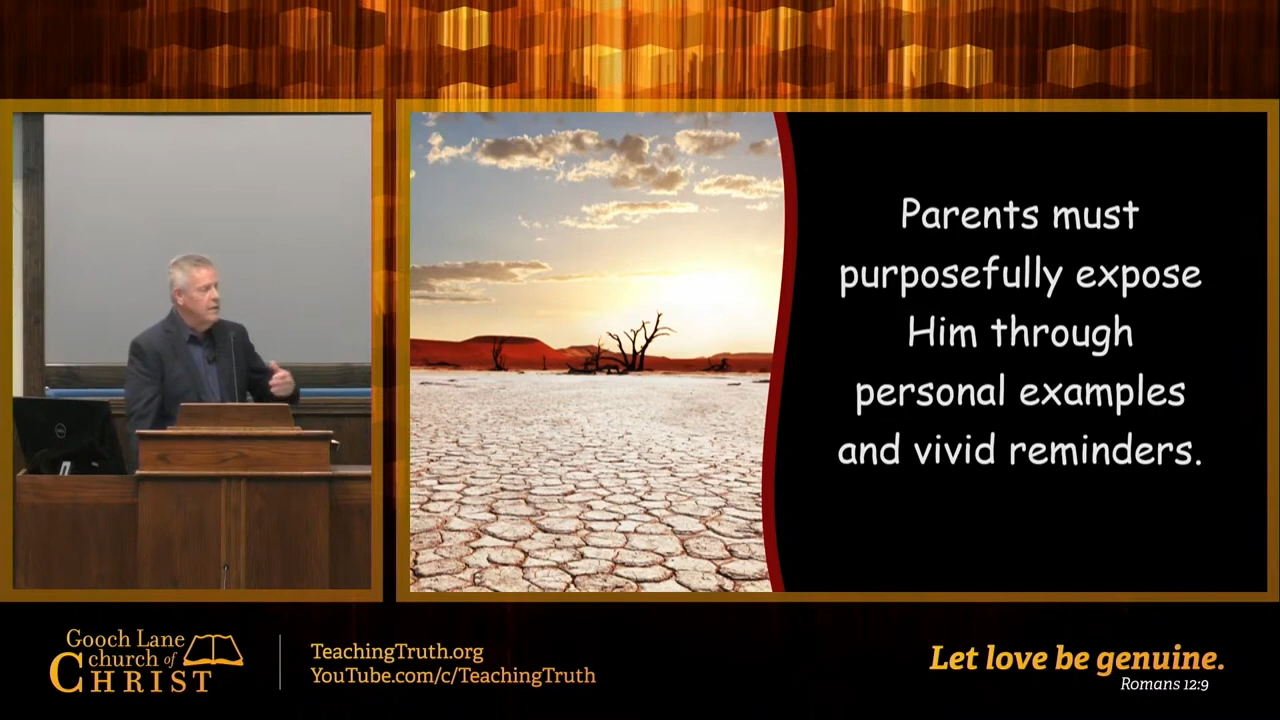 Parents must
purposefully expose
Him through
personal examples
and vivid reminders.
Gooch Lane
church of
CHRIST
TeachingTruth.org
YouTube.com/c/TeachingTruth
Let love be genuine.
Romans 12:9